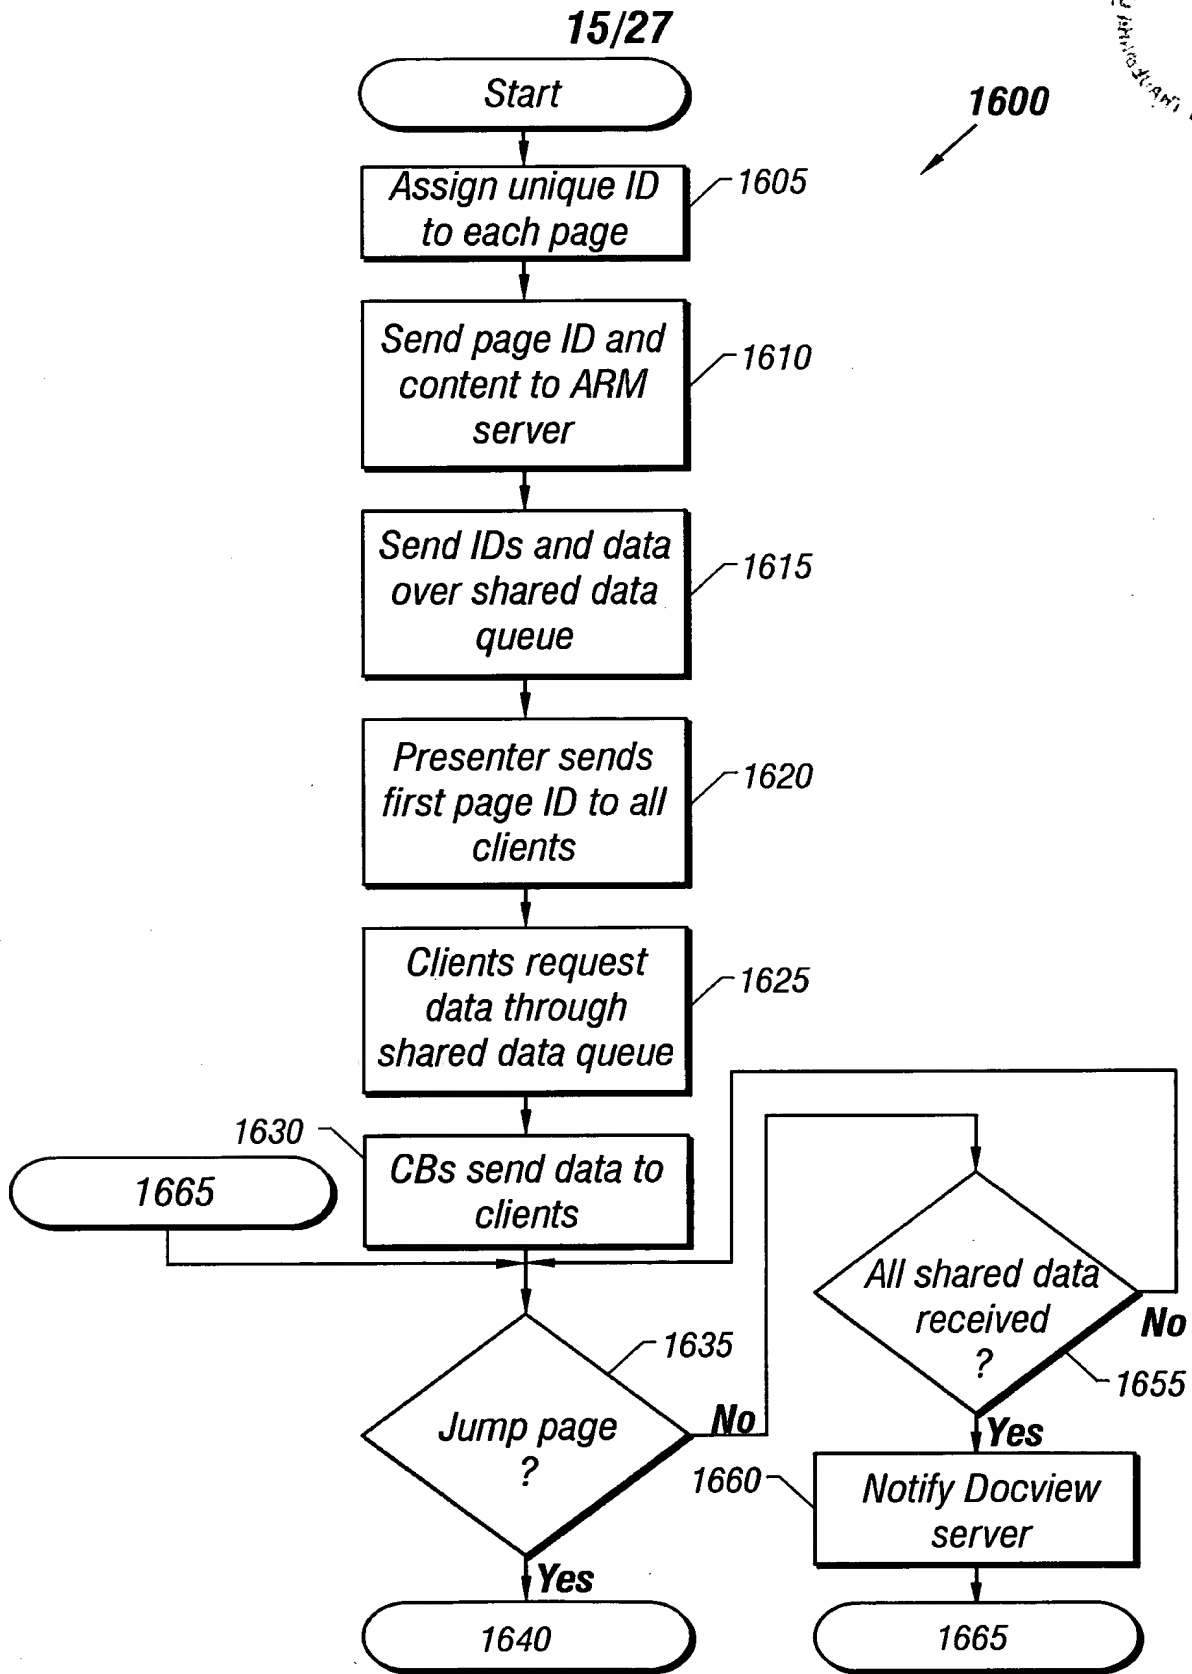 15/27
Start
1600
Assign unique ID
to each page
1605
Send page ID and
content to ARM
server
1610
Send IDs and data
over shared data
queue
1615
Presenter sends
first page ID to all
clients
1620
Clients request
data through
shared data queue
1625
1630
CBs send data to
clients
1665
All shared data
received
?
No
1655
1635
Jump page
?
No
Yes
1660
Notify Docview
server
Yes
1640
1665